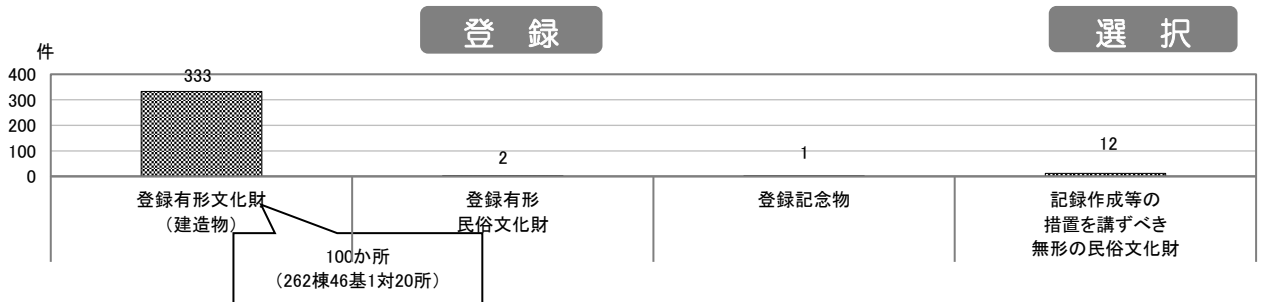 登 録
選 択
件
400
300
200
100
0
333
2
1
12
登録有形文化財
（建造物）
登録有形
民俗文化財
登録記念物
記録作成等の
措置を講ずべき
無形の民俗文化財
100か所
（262棟46基1対20所）